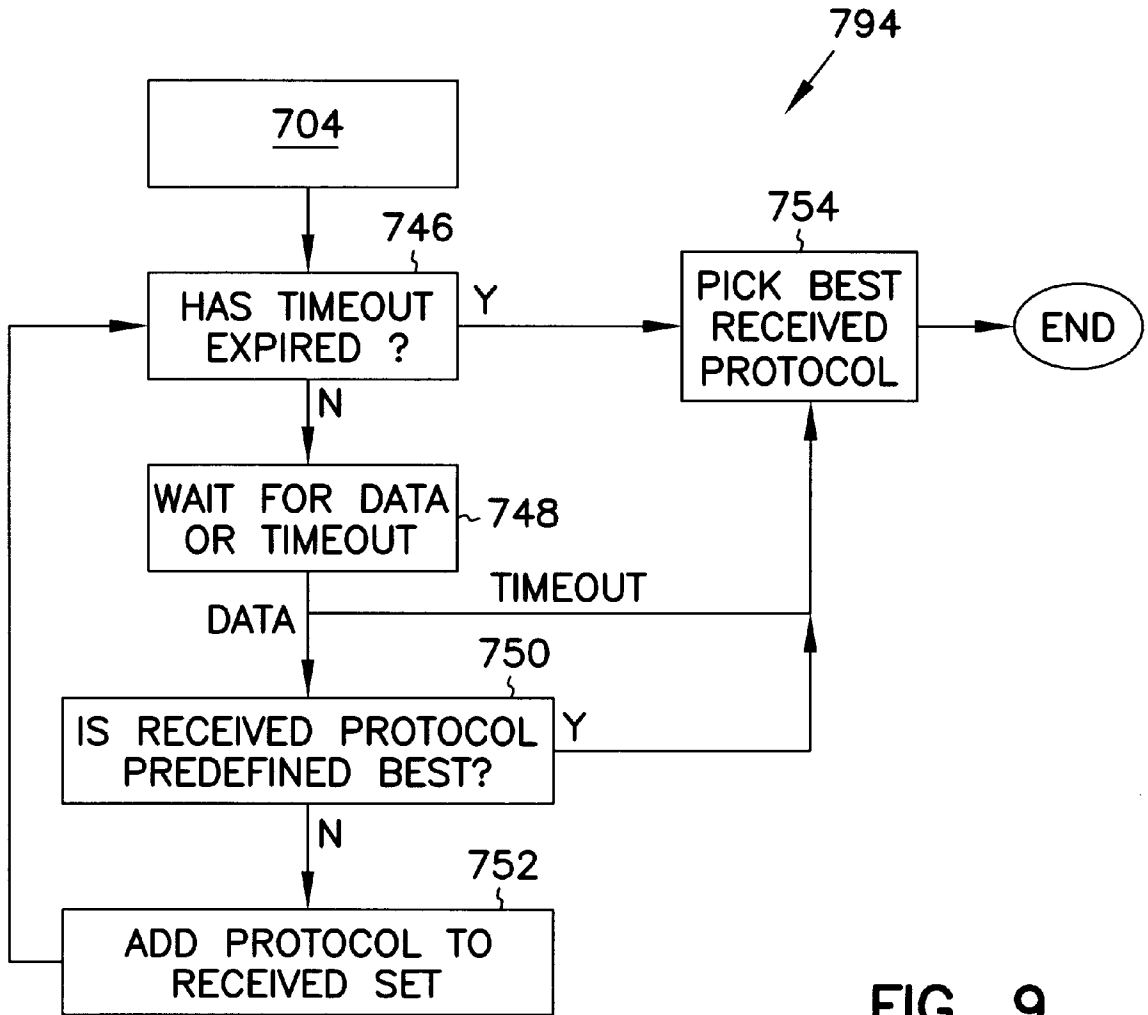 794
704
746
HAS TIMEOUT
EXPIRED ?
Y
N
754
PICK BEST
RECEIVED
PROTOCOL
END
WAIT FOR DATA
OR TIMEOUT
748
TIMEOUT
DATA
750
IS RECEIVED PROTOCOL
PREDEFINED BEST?
Y
N
752
ADD PROTOCOL TO
RECEIVED SET
FIG. 9